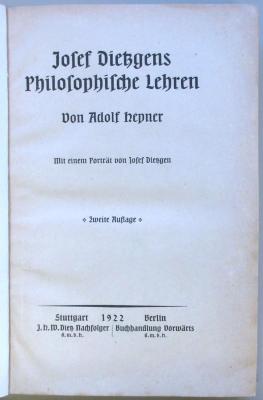 Josef Dietzgens
Philosophische Lehren
Von Adolf Hepner
Mit einem Porträt von Josef Dietzgen
* Zweite Auflage *
Stuttgart 1922 Berlin
J. H. W. Dietz Nachfolger | Buchhandlung Vorwärts
G.m.b.H. G.m.b.H.